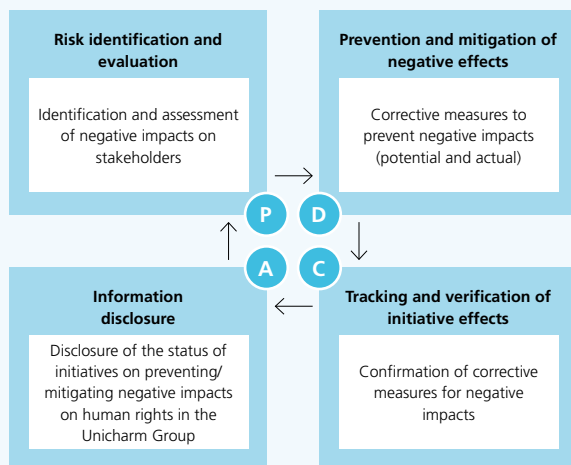 Risk identification and
evaluation
Identification and assessment
of negative impacts on
stakeholders
Prevention and mitigation of
negative effects
Corrective measures to
prevent negative impacts
(potential and actual)
P
D
A
C
Information
disclosure
Disclosure of the status of
initiatives on preventing/
mitigating negative impacts
on human rights in the
Unicharm Group
Tracking and verification of
initiative effects
Confirmation of corrective
measures for negative
impacts